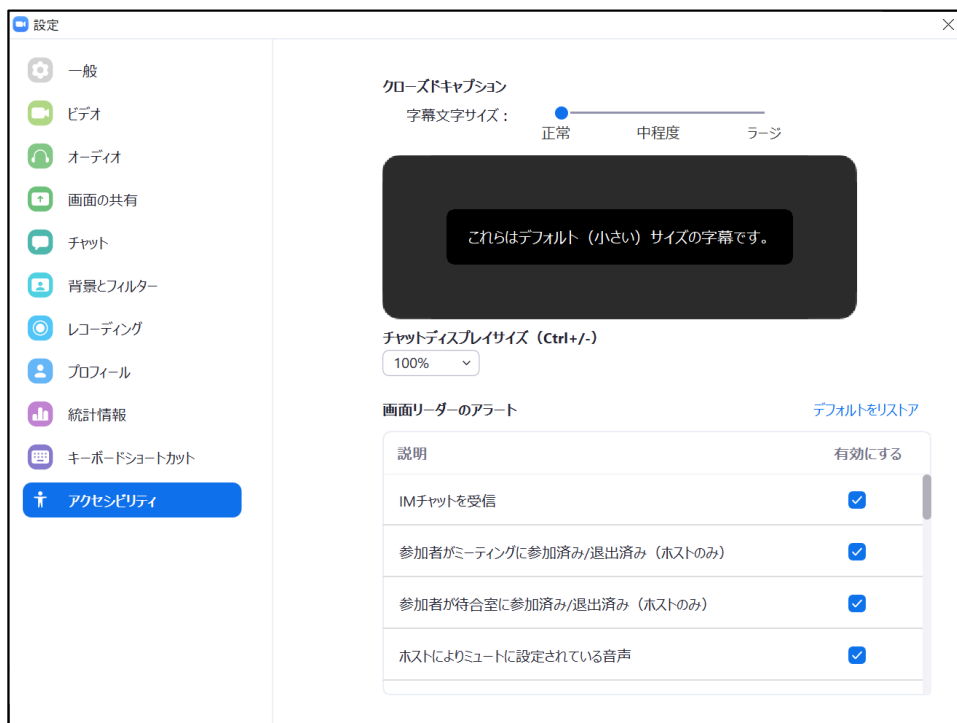 設定
一般
ビデオ
オーディオ
画面の共有
チャット
背景とフィルター
レコーディング
プロフィール
統計情報
キーボードショートカット
アクセシビリティ
クローズドキャプション
字幕文字サイズ：
正常 中程度 ラージ
これらはデフォルト（小さい）サイズの字幕です。
チャットディスプレイサイズ（Ctrl+/-）
100%
画面リーダーのアラート デフォルトをリストア
説明 有効にする
IMチャットを受信
参加者がミーティングに参加済み/退出済み（ホストのみ）
参加者が待合室に参加済み/退出済み（ホストのみ）
ホストによりミュートに設定されている音声